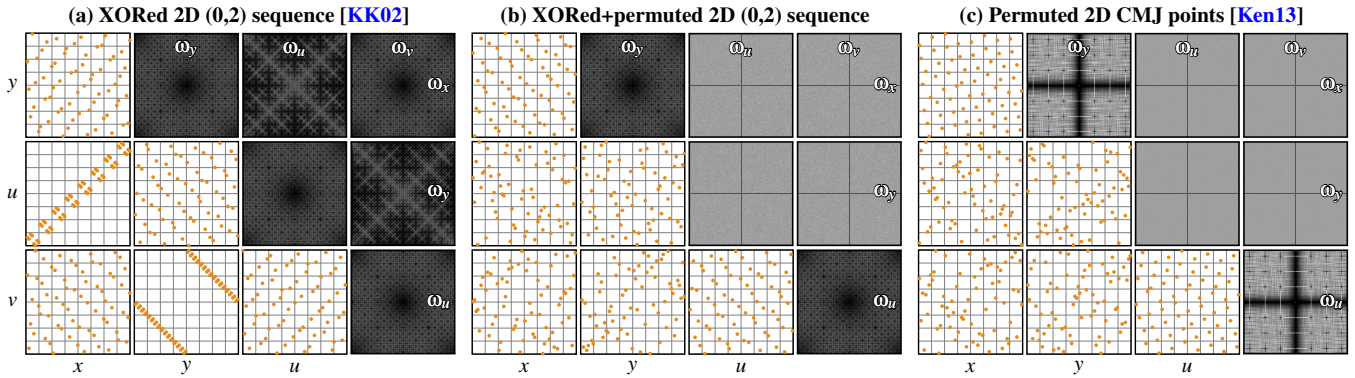 (a) XORed 2D (0,2) sequence [KK02]
(b) XORed+permuted 2D (0,2) sequence
(c) Permuted 2D CMJ points [Ken13]
y ωy ωu ωv ωx
ωy ωu ωv ωx
ωy ωu ωv ωx
u ωy
ωy
ωy
v ωu
ωu
ωu
x y u
x y u
x y u